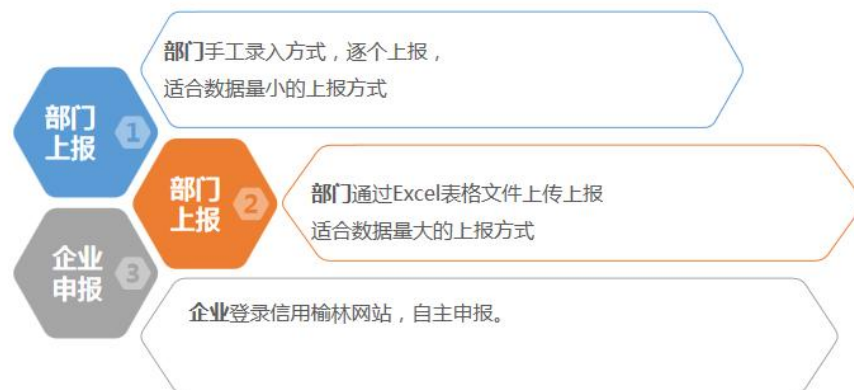 部门手工录入方式，逐个上报，
适合数据量小的上报方式
部门
上报
1
部门
上报
2
部门通过Excel表格文件上传上报
适合数据量大的上报方式
企业
申报
3
企业登录信用榆林网站，自主申报。